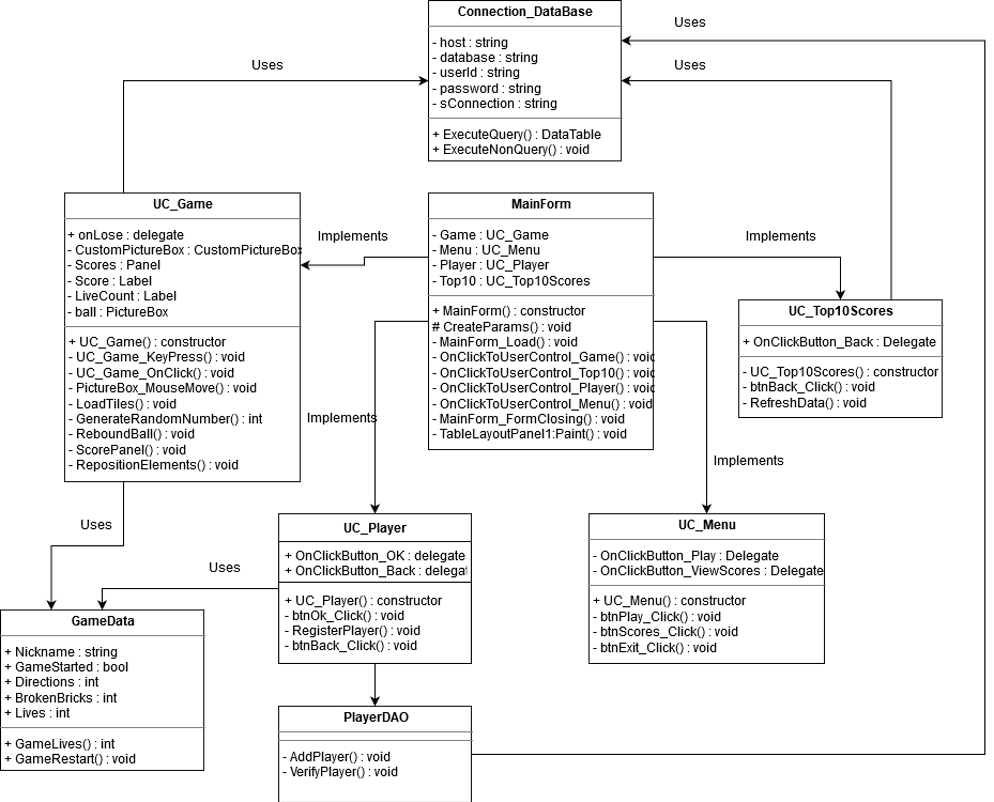 Connection_DataBase
- host : string
- database : string
- userId : string
- password : string
- sConnection : string
+ ExecuteQuery() : DataTable
+ ExecuteNonQuery() : void
Uses
Uses
Uses
UC_Game
+ onLose : delegate
- CustomPictureBox : CustomPictureBox
- Scores : Panel
- Score : Label
- LiveCount : Label
- ball : PictureBox
+ UC_Game() : constructor
- UC_Game_KeyPress() : void
- UC_Game_OnClick() : void
- PictureBox_MouseMove() : void
- LoadTiles() : void
- GenerateRandomNumber() : int
- ReboundBall() : void
- ScorePanel() : void
- RepositionElements() : void
Implements
MainForm
- Game : UC_Game
- Menu : UC_Menu
- Player : UC_Player
- Top10 : UC_Top10Scores
+ MainForm() : constructor
# CreateParams() : void
- MainForm_Load() : void
- OnClickToUserControl_Game() : void
- OnClickToUserControl_Top10() : void
- OnClickToUserControl_Player() : void
- OnClickToUserControl_Menu() : void
- MainForm_FormClosing() : void
- TableLayoutPanel1:Paint() : void
Implements
UC_Top10Scores
+ OnClickButton_Back : Delegate
- UC_Top10Scores() : constructor
- btnBack_Click() : void
- RefreshData() : void
Implements
Implements
Uses
Uses
UC_Player
+ OnClickButton_OK : delegate
+ OnClickButton_Back : delegat
+ UC_Player() : constructor
- btnOk_Click() : void
- RegisterPlayer() : void
- btnBack_Click() : void
UC_Menu
- OnClickButton_Play : Delegate
- OnClickButton_ViewScores : Delegate
+ UC_Menu() : constructor
- btnPlay_Click() : void
- btnScores_Click() : void
- btnExit_Click() : void
GameData
+ Nickname : string
+ GameStarted : bool
+ Directions : int
+ BrokenBricks : int
+ Lives : int
+ GameLives() : int
+ GameRestart() : void
PlayerDAO
- AddPlayer() : void
- VerifyPlayer() : void